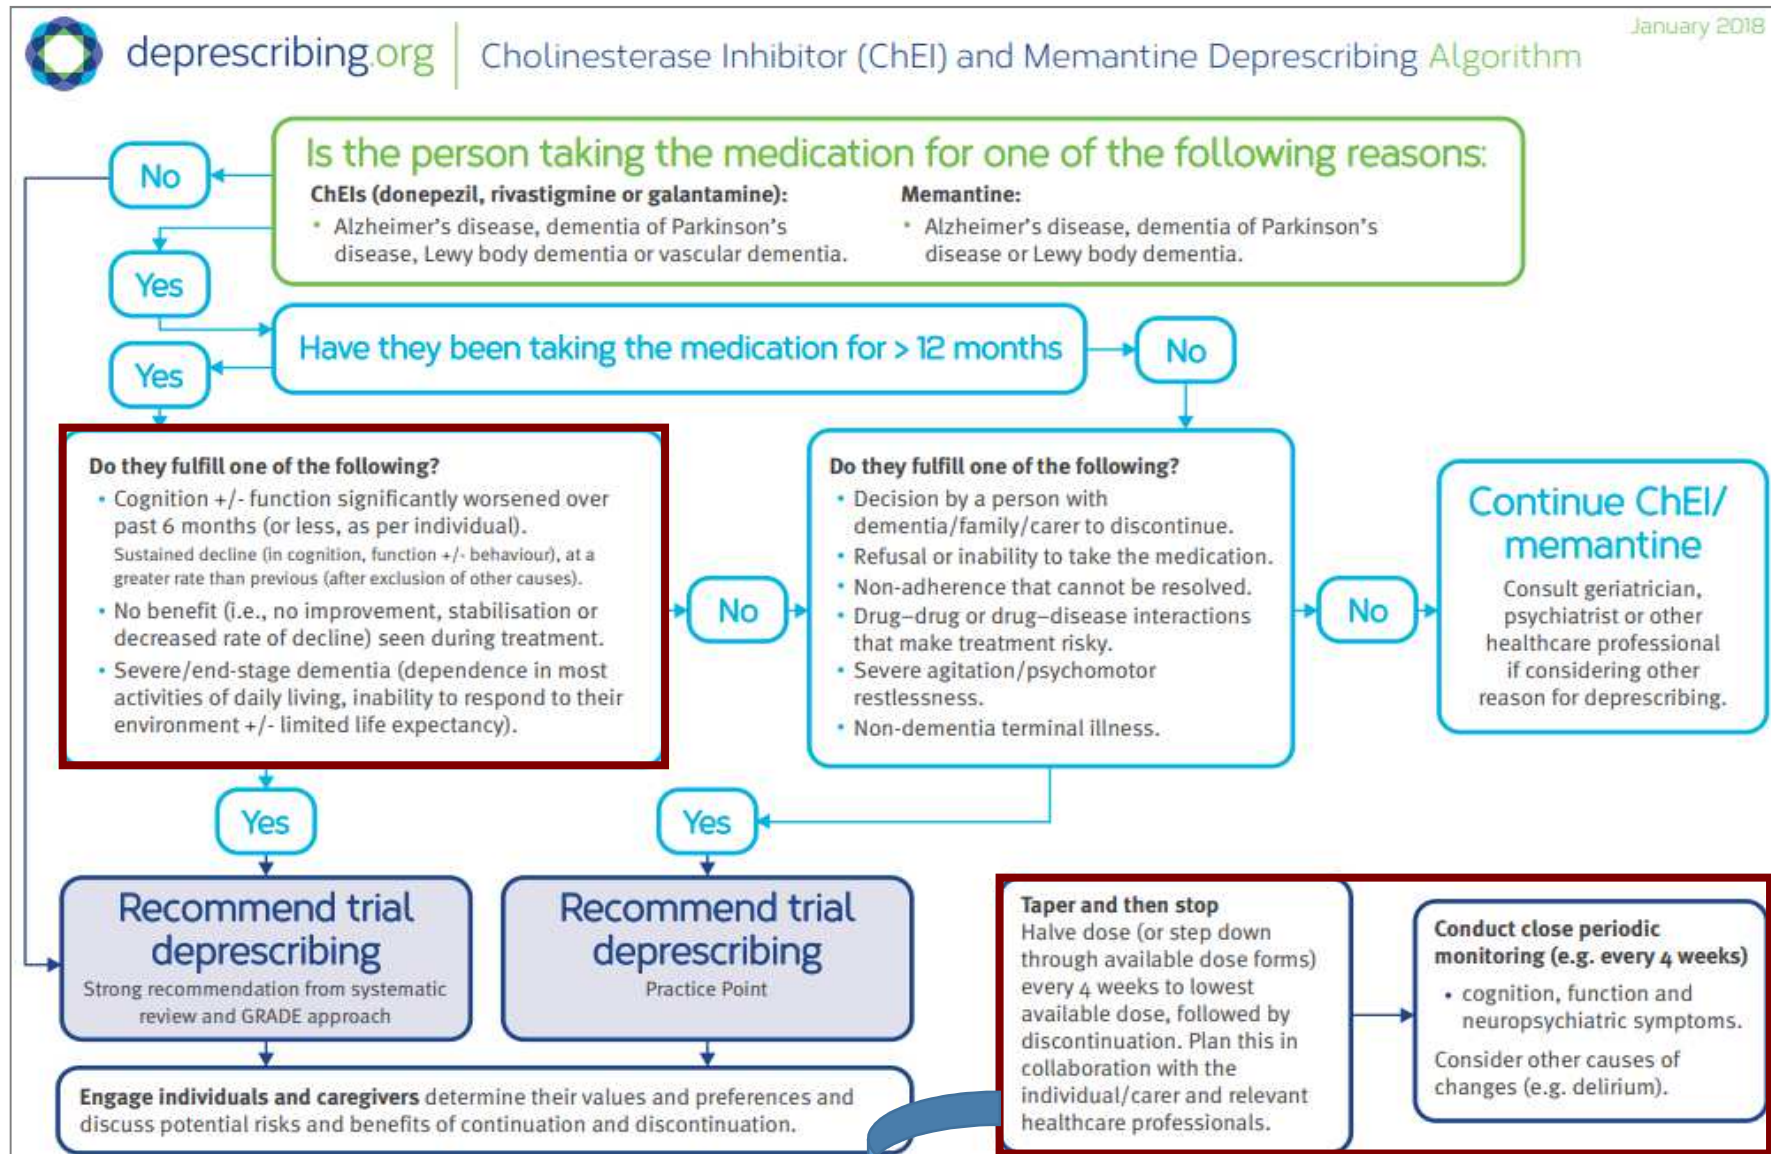 January 2018
deprescribing.org
Cholinesterase Inhibitor (ChEI) and Memantine Deprescribing Algorithm
Is the person taking the medication for one of the following reasons:
ChEIs (donepezil, rivastigmine or galantamine):
• Alzheimer's disease, dementia of Parkinson's
disease, Lewy body dementia or vascular dementia.
Memantine:
• Alzheimer's disease, dementia of Parkinson's
disease or Lewy body dementia.
No
Yes
Have they been taking the medication for > 12 months
Yes
No
Do they fulfill one of the following?
• Cognition +/- function significantly worsened over
past 6 months (or less, as per individual).
Sustained decline (in cognition, function +/- behaviour), at a
greater rate than previous (after exclusion of other causes).
• No benefit (i.e., no improvement, stabilisation or
decreased rate of decline) seen during treatment.
• Severe/end-stage dementia (dependence in most
activities of daily living, inability to respond to their
environment +/- limited life expectancy).
No
Do they fulfill one of the following?
• Decision by a person with
dementia/family/carer to discontinue.
• Refusal or inability to take the medication.
• Non-adherence that cannot be resolved.
• Drug–drug or drug–disease interactions
that make treatment risky.
• Severe agitation/psychomotor
restlessness.
• Non-dementia terminal illness.
No
Continue ChEI/
memantine
Consult geriatrician,
psychiatrist or other
healthcare professional
if considering other
reason for deprescribing.
Yes
Yes
Recommend trial
deprescribing
Strong recommendation from systematic
review and GRADE approach
Recommend trial
deprescribing
Practice Point
Engage individuals and caregivers determine their values and preferences and
discuss potential risks and benefits of continuation and discontinuation.
Taper and then stop
Halve dose (or step down
through available dose forms)
every 4 weeks to lowest
available dose, followed by
discontinuation. Plan this in
collaboration with the
individual/carer and relevant
healthcare professionals.
Conduct close periodic
monitoring (e.g. every 4 weeks)
• cognition, function and
neuropsychiatric symptoms.
Consider other causes of
changes (e.g. delirium).